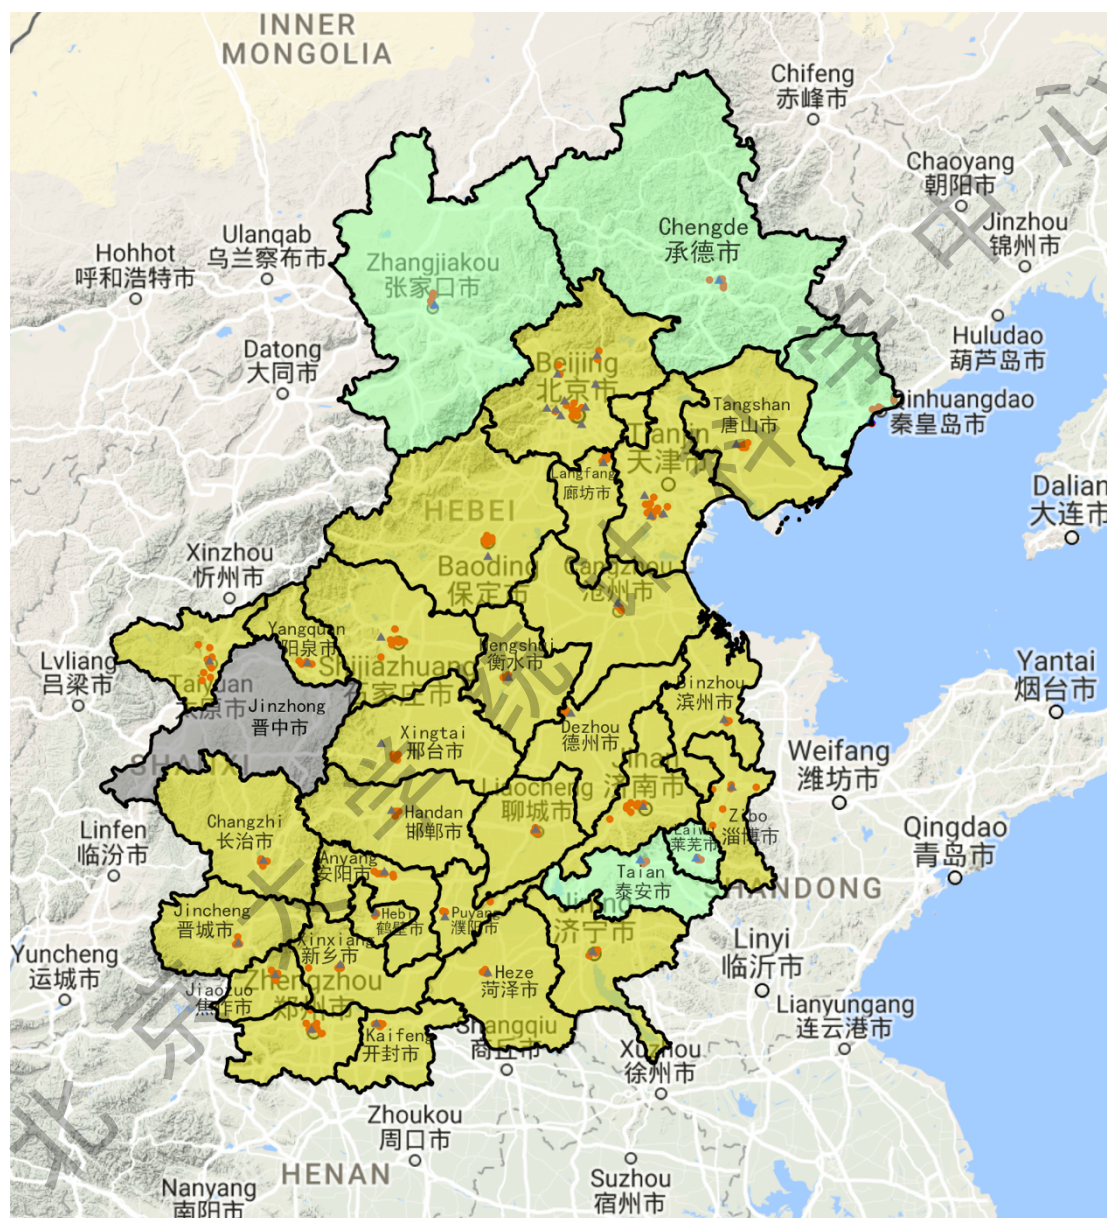 INNER
MONGOLIA
Chifeng
赤峰市
Chaoyang
朝阳市
Jinzhou
锦州市
Hohhot
呼和浩特市
Ulanqab
乌兰察布市
Zhangjiakou
张家口市
Chengde
承德市
Huludao
葫芦岛市
Datong
大同市
Beijing
北京市
Tangshan
唐山市
Qinhuangdao
秦皇岛市
Tianjin
天津市
Langfang
廊坊市
Dalian
大连市
HEBEI
Baoding
保定市
Cangzhou
沧州市
Xinzhou
忻州市
Yangquan
阳泉市
Hengshui
衡水市
Shijiazhuang
石家庄市
Lvliang
吕梁市
Taiyuan
太原市
Jinzhong
晋中市
SHANXI
Binzhou
滨州市
Yantai
烟台市
Dezhou
德州市
Xingtai
邢台市
Jinan
济南市
Weifang
潍坊市
Liaocheng
聊城市
Handan
邯郸市
Zibo
淄博市
Changzhi
长治市
Linfen
临汾市
Qingdao
青岛市
Laiwu
莱芜市
Anyang
安阳市
Taian
泰安市
SHANDONG
Jincheng
晋城市
Hebi
鹤壁市
Puyang
濮阳市
Jining
济宁市
Xinxiang
新乡市
Yuncheng
运城市
Linyi
临沂市
Heze
菏泽市
Jiaozuo
焦作市
Zhengzhou
郑州市
Lianyungang
连云港市
Kaifeng
开封市
Shangqiu
商丘市
Xuzhou
徐州市
Zhoukou
周口市
HENAN
Suzhou
宿州市
Nanyang
南阳市
北京大学统计科学中心